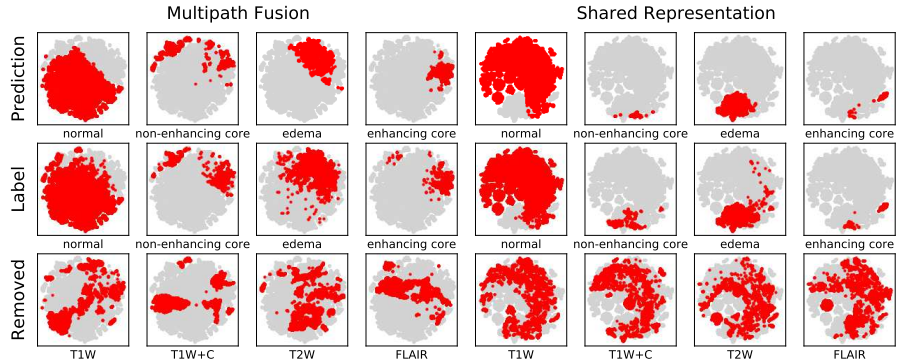 Multipath Fusion Shared Representation
Prediction
normal non-enhancing core edema enhancing core normal non-enhancing core edema enhancing core
Label
normal non-enhancing core edema enhancing core normal non-enhancing core edema enhancing core
Removed
T1W T1W+C T2W FLAIR T1W T1W+C T2W FLAIR